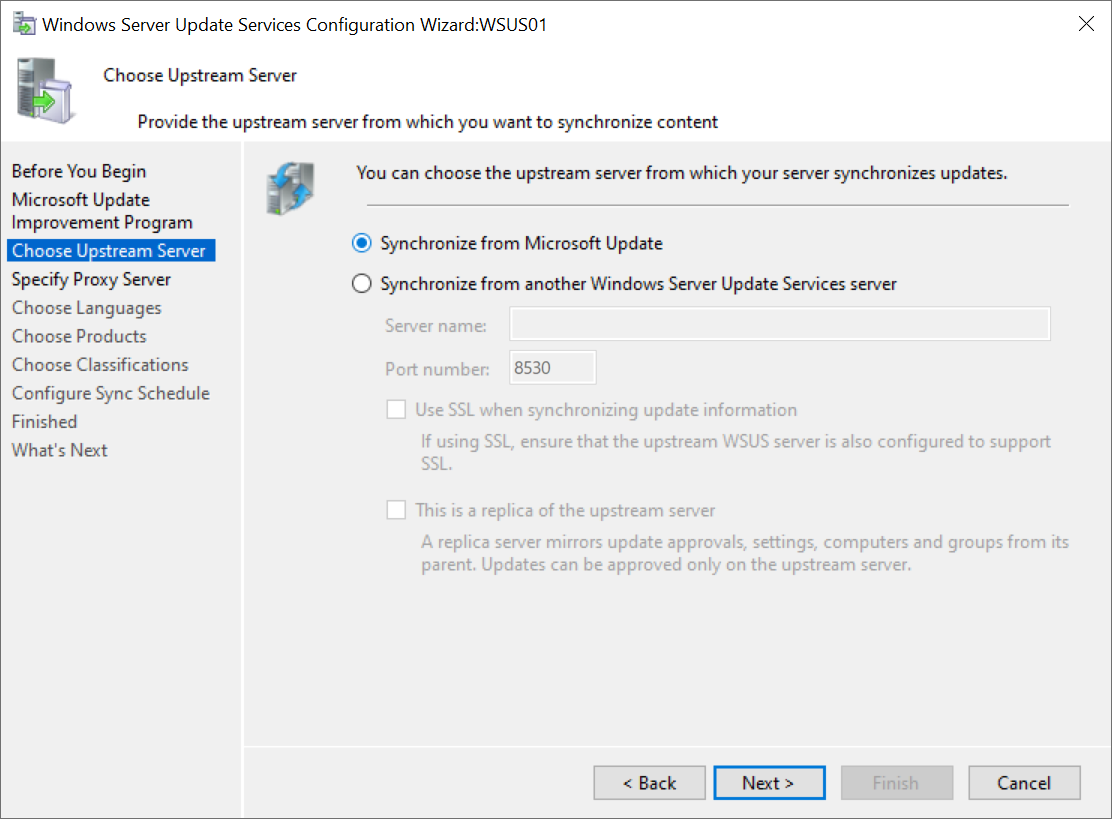 Windows Server Update Services Configuration Wizard:WSUS01
Choose Upstream Server
Provide the upstream server from which you want to synchronize content
Before You Begin
Microsoft Update
Improvement Program
Choose Upstream Server
Specify Proxy Server
Choose Languages
Choose Products
Choose Classifications
Configure Sync Schedule
Finished
What's Next
You can choose the upstream server from which your server synchronizes updates.
Synchronize from Microsoft Update
Synchronize from another Windows Server Update Services server
Server name:
Port number: 8530
Use SSL when synchronizing update information
If using SSL, ensure that the upstream WSUS server is also configured to support
SSL.
This is a replica of the upstream server
A replica server mirrors update approvals, settings, computers and groups from its
parent. Updates can be approved only on the upstream server.
< Back Next > Finish Cancel